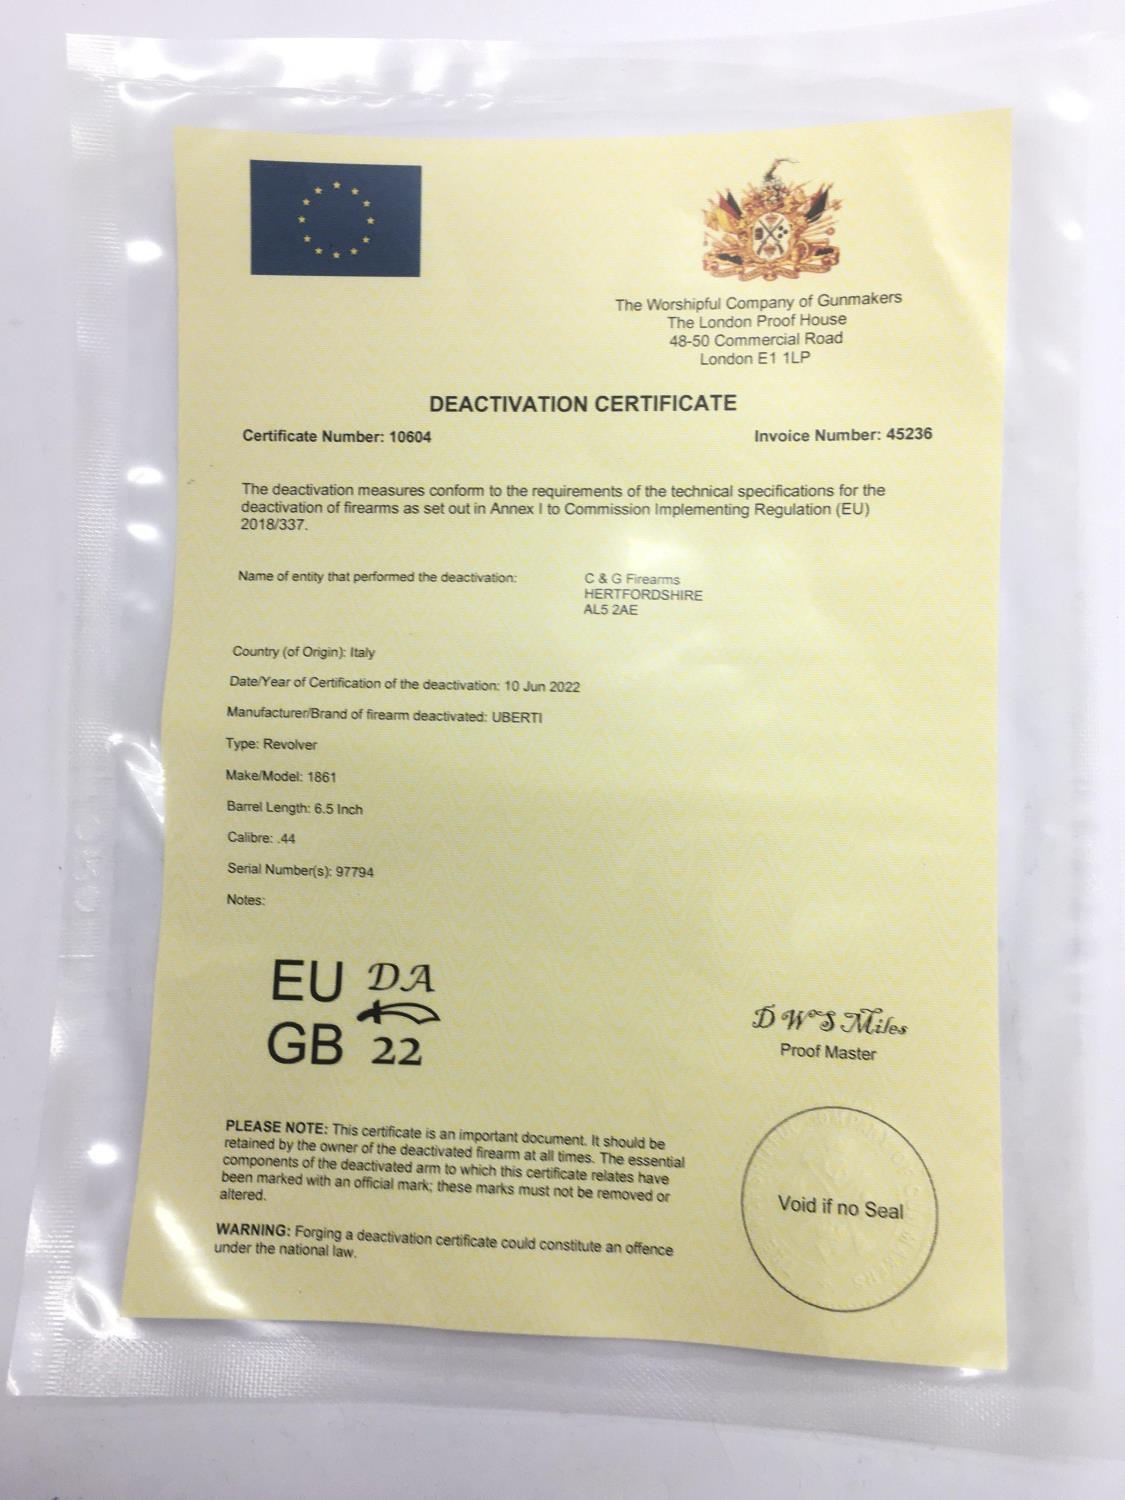 The Worshipful Company of Gunmakers
The London Proof House
48-50 Commercial Road
London E1 1LP
DEACTIVATION CERTIFICATE
Certificate Number: 10604 Invoice Number: 45236
The deactivation measures conform to the requirements of the technical specifications for the
deactivation of firearms as set out in Annex I to Commission Implementing Regulation (EU)
2018/337.
Name of entity that performed the deactivation: C & G Firearms
HERTFORDSHIRE
AL5 2AE
Country (of Origin): Italy
Date/Year of Certification of the deactivation: 10 Jun 2022
Manufacturer/Brand of firearm deactivated: UBERTI
Type: Revolver
Make/Model: 1861
Barrel Length: 6.5 Inch
Calibre: .44
Serial Number(s): 97794
Notes:
EU DA
GB 22
D W S Miles
Proof Master
PLEASE NOTE: This certificate is an important document. It should be
retained by the owner of the deactivated firearm at all times. The essential
components of the deactivated arm to which this certificate relates have
been marked with an official mark; these marks must not be removed or
altered.
Void if no Seal
WARNING: Forging a deactivation certificate could constitute an offence
under the national law.